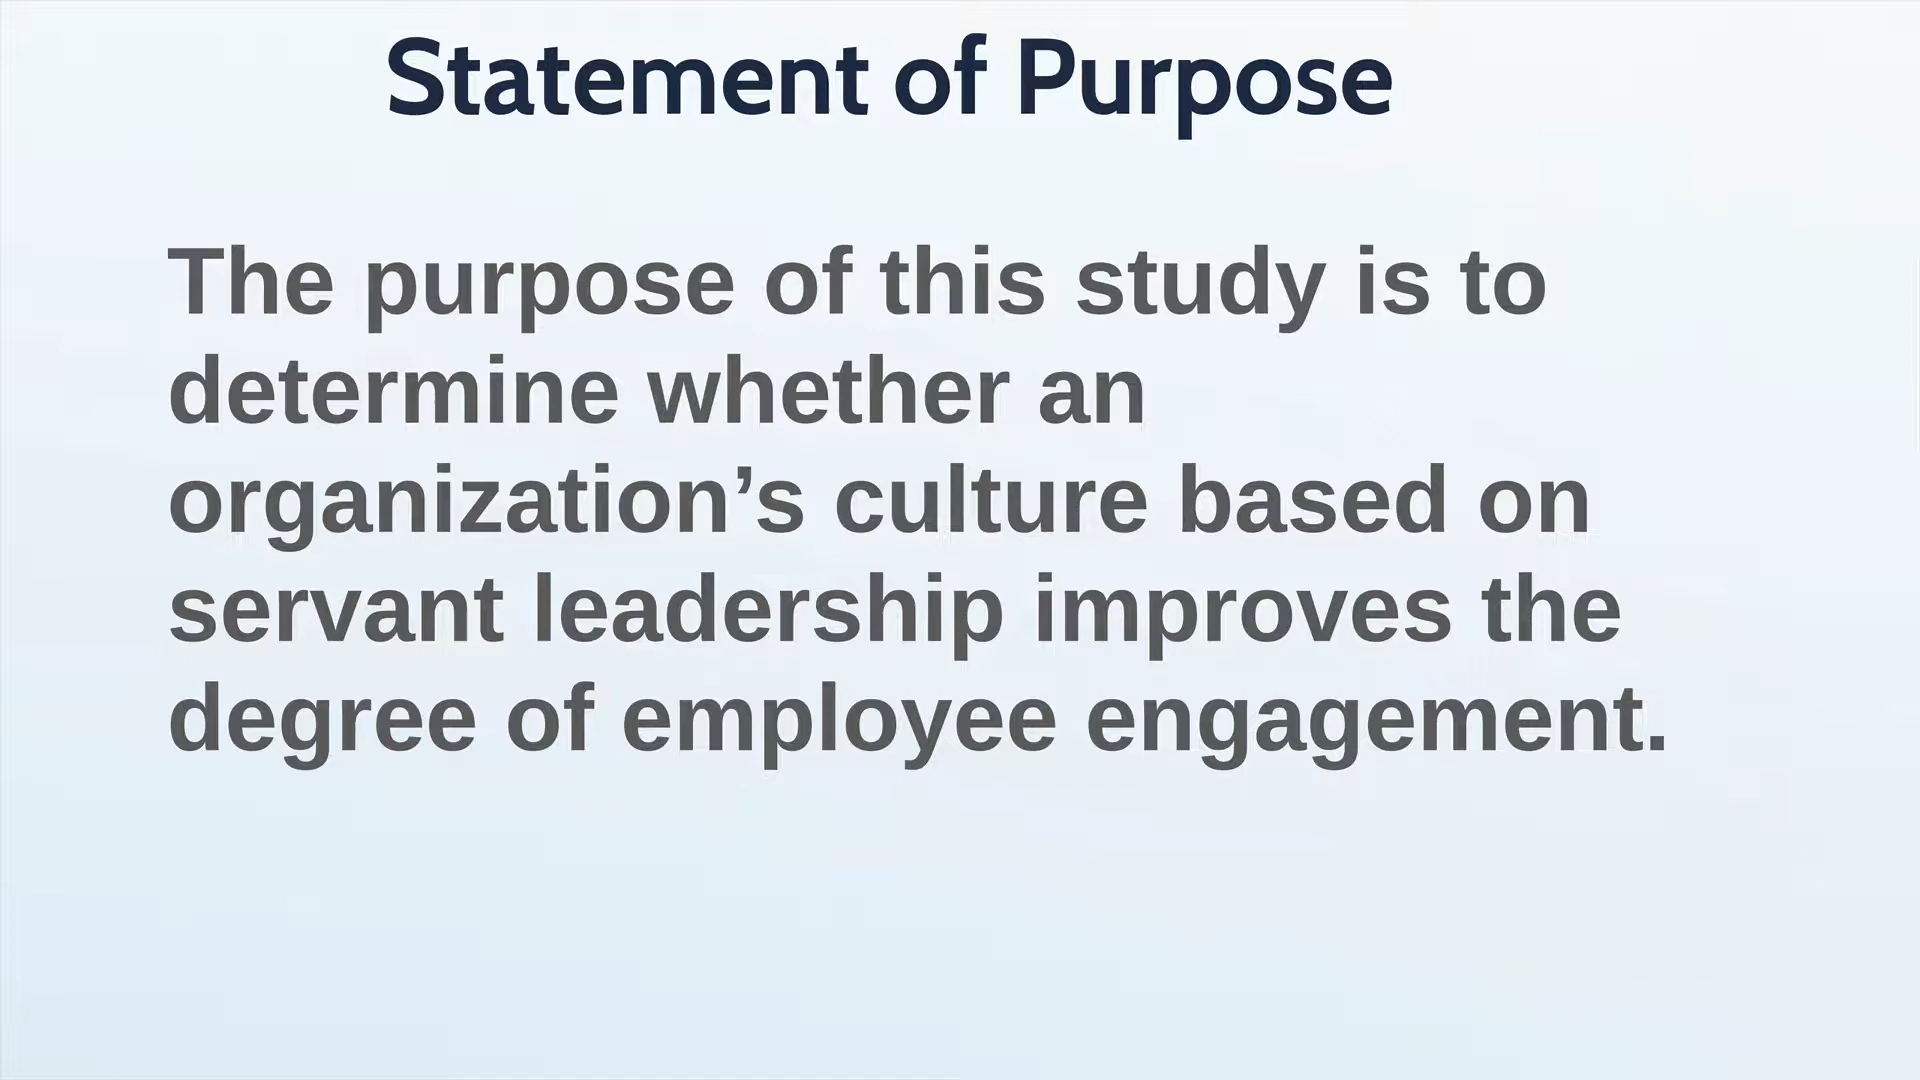 Statement of Purpose
The purpose of this study is to
determine whether an
organization’s culture based on
servant leadership improves the
degree of employee engagement.